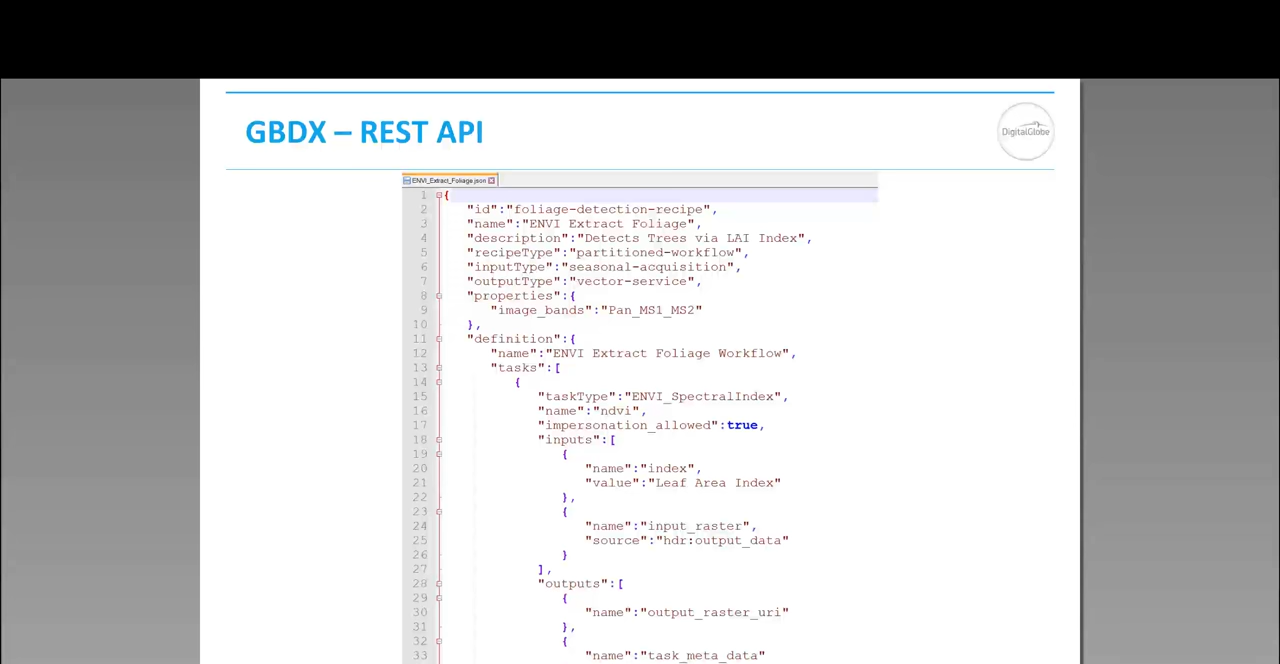 GBDX – REST API
DigitalGlobe
ENVI_Extract_Foliage.json
1 {
2 "id":"foliage-detection-recipe",
3 "name":"ENVI Extract Foliage",
4 "description":"Detects Trees via LAI Index",
5 "recipeType":"partitioned-workflow",
6 "inputType":"seasonal-acquisition",
7 "outputType":"vector-service",
8 "properties":{
9 "image_bands":"Pan_MS1_MS2"
10 },
11 "definition":{
12 "name":"ENVI Extract Foliage Workflow",
13 "tasks":[
14 {
15 "taskType":"ENVI_SpectralIndex",
16 "name":"ndvi",
17 "impersonation_allowed":true,
18 "inputs":[
19 {
20 "name":"index",
21 "value":"Leaf Area Index"
22 },
23 {
24 "name":"input_raster",
25 "source":"hdr:output_data"
26 }
27 ],
28 "outputs":[
29 {
30 "name":"output_raster_uri"
31 },
32 {
33 "name":"task_meta_data"